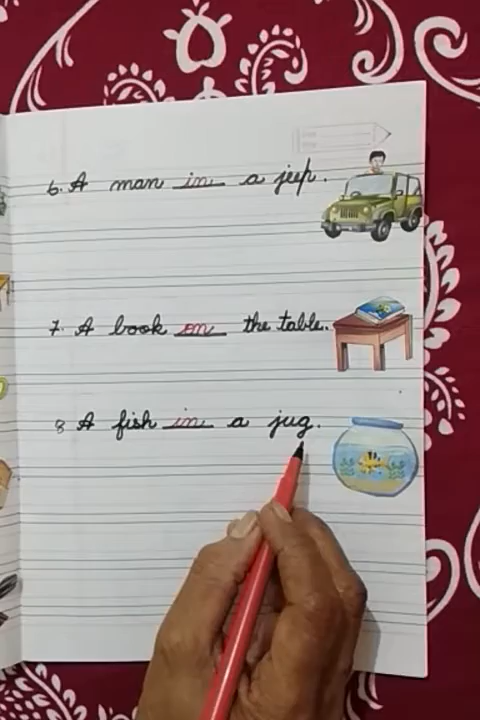 6. A man in a jeep.
7. A book on the table.
8 A fish in a jug.